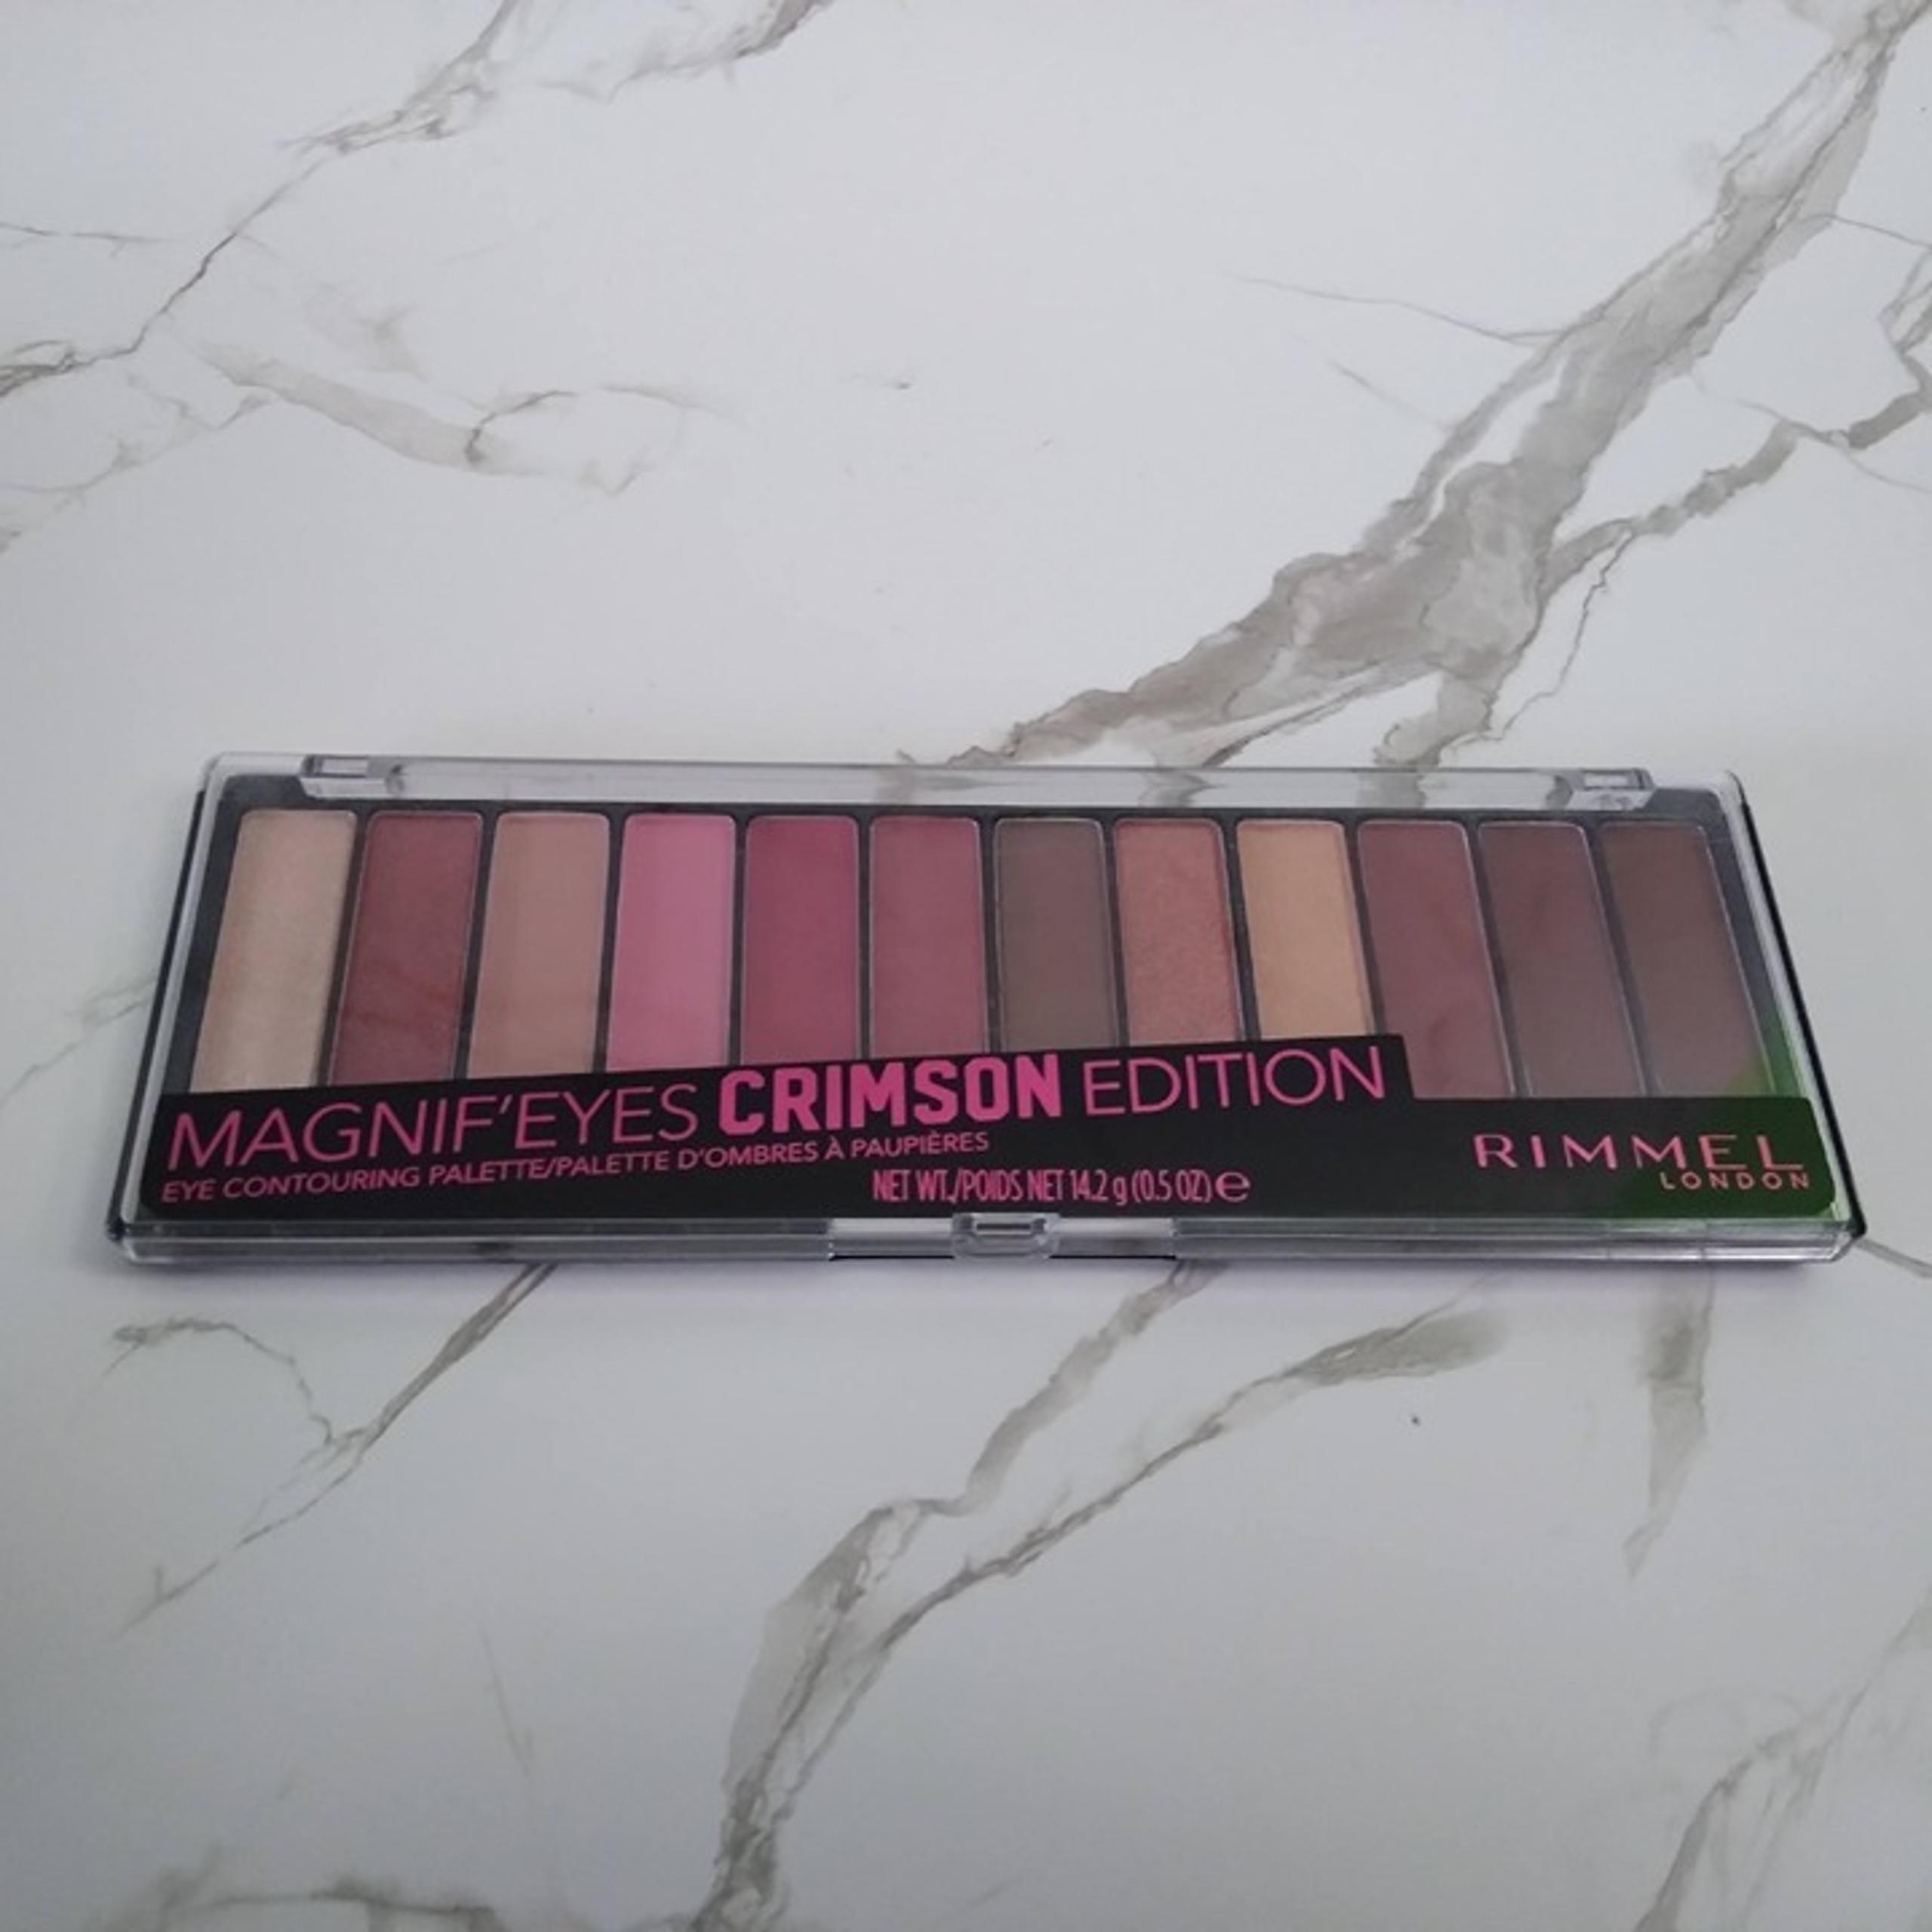 MAGNIF'EYES CRIMSON EDITION
EYE CONTOURING PALETTE/PALETTE D'OMBRES À PAUPIÈRES
NET WT./POIDS NET 14.2 g (0.5 OZ) e
RIMMEL
LONDON